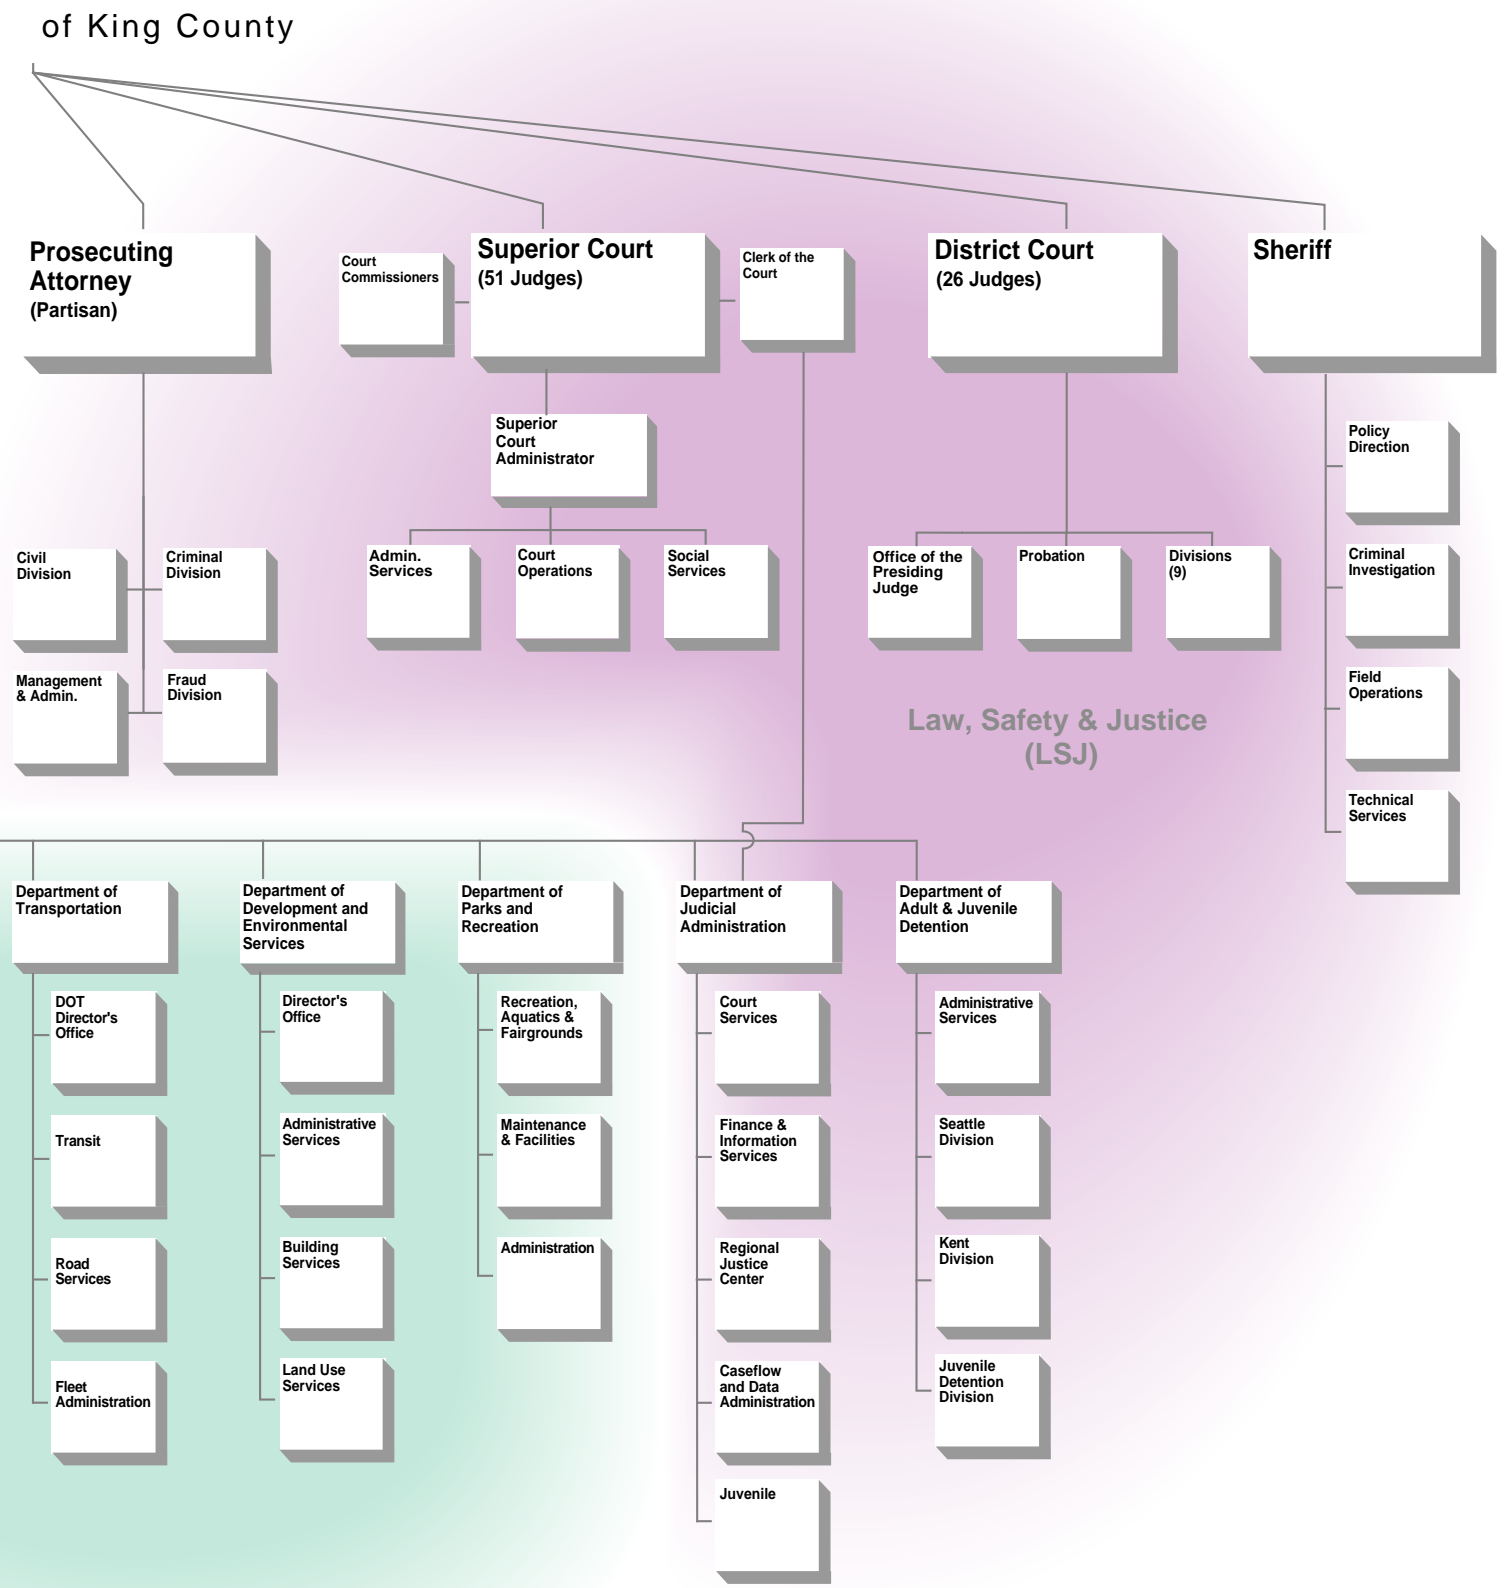 of King County
Prosecuting
Attorney
(Partisan)
Court
Commissioners
Superior Court
(51 Judges)
Clerk of the
Court
District Court
(26 Judges)
Sheriff
Superior
Court
Administrator
Policy
Direction
Civil
Division
Criminal
Division
Admin.
Services
Court
Operations
Social
Services
Office of the
Presiding
Judge
Probation
Divisions
(9)
Criminal
Investigation
Management
& Admin.
Fraud
Division
Field
Operations
Law, Safety & Justice
(LSJ)
Technical
Services
Department of
Transportation
Department of
Development and
Environmental
Services
Department of
Parks and
Recreation
Department of
Judicial
Administration
Department of
Adult & Juvenile
Detention
DOT
Director's
Office
Director's
Office
Recreation,
Aquatics &
Fairgrounds
Court
Services
Administrative
Services
Transit
Administrative
Services
Maintenance
& Facilities
Finance &
Information
Services
Seattle
Division
Road
Services
Building
Services
Administration
Regional
Justice
Center
Kent
Division
Fleet
Administration
Land Use
Services
Caseflow
and Data
Administration
Juvenile
Detention
Division
Juvenile